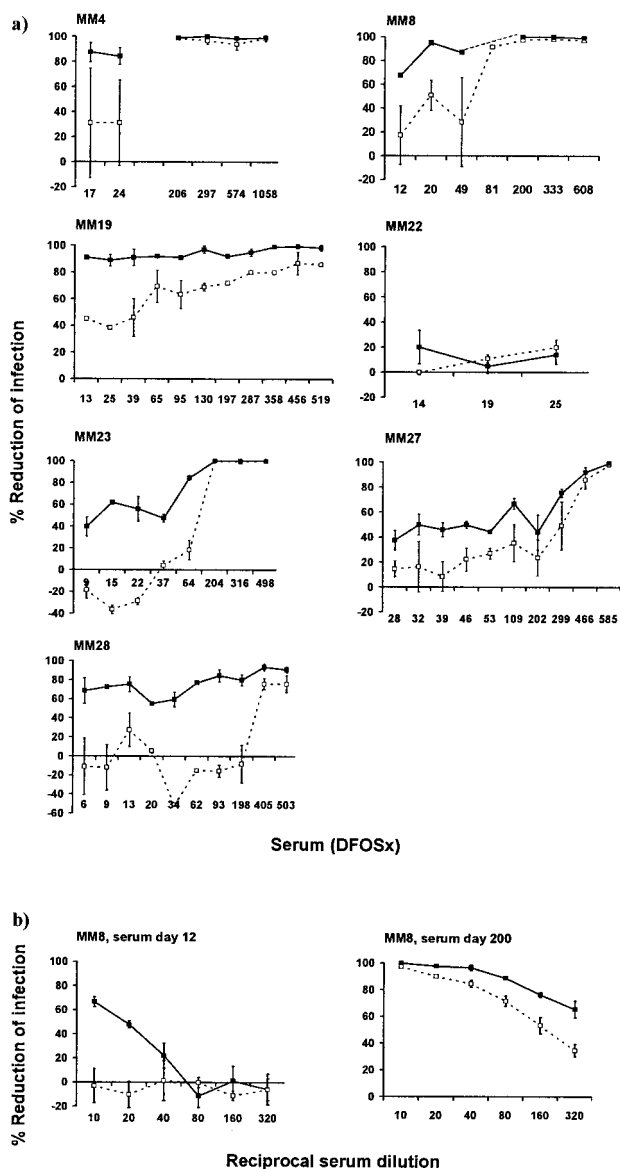 a)
MM4
100
80
60
40
20
0
-20
17 24 206 297 574 1058
MM8
100
80
60
40
20
0
-20
12 20 49 81 200 333 608
MM19
100
80
60
40
20
0
13 25 39 65 95 130 197 287 358 456 519
MM22
100
80
60
40
20
0
-20
14 19 25
% Reduction of infection
MM23
100
80
60
40
20
0
-20
-40
9 15 22 37 64 204 316 498
MM27
100
80
60
40
20
0
-20
28 32 39 46 53 109 202 299 466 585
MM28
100
80
60
40
20
0
-20
-40
-60
6 9 13 20 34 62 93 198 405 503
Serum (DFOSx)
b)
MM8, serum day 12
100
80
60
40
20
0
-20
10 20 40 80 160 320
MM8, serum day 200
100
80
60
40
20
0
10 20 40 80 160 320
% Reduction of infection
Reciprocal serum dilution